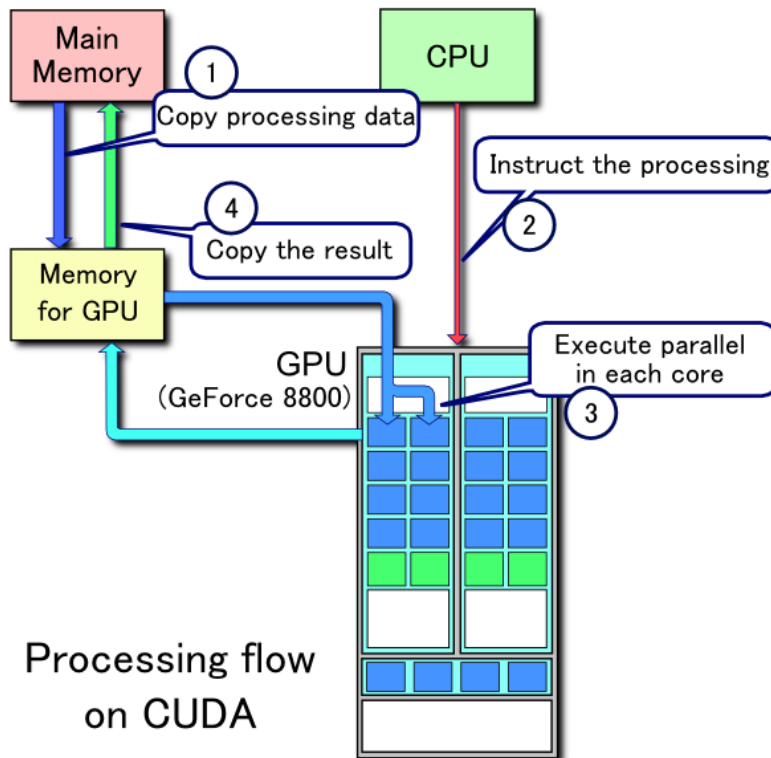 Main
Memory
CPU
1
Copy processing data
Instruct the processing
2
4
Copy the result
Memory
for GPU
GPU
(GeForce 8800)
Execute parallel
in each core
3
Processing flow
on CUDA